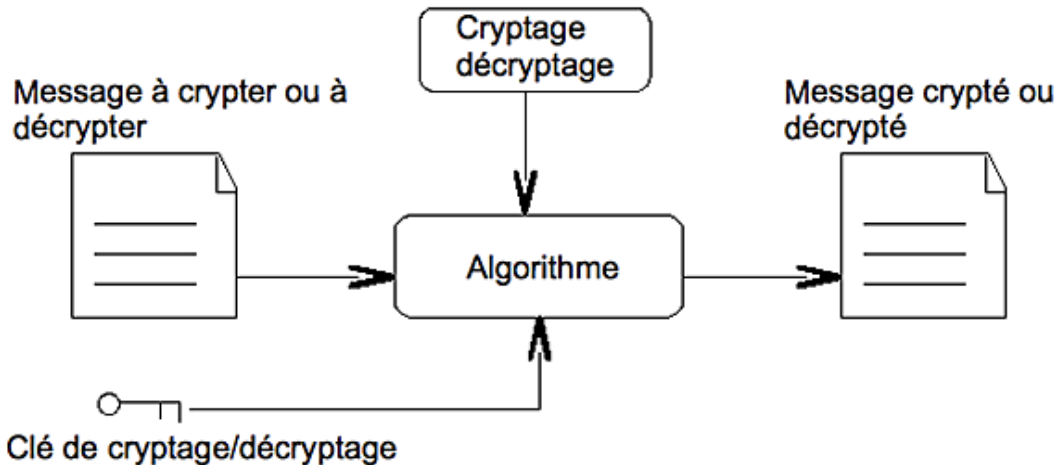 Cryptage
décryptage
Message à crypter ou à
décrypter
Message crypté ou
décrypté
Algorithme
Clé de cryptage/décryptage